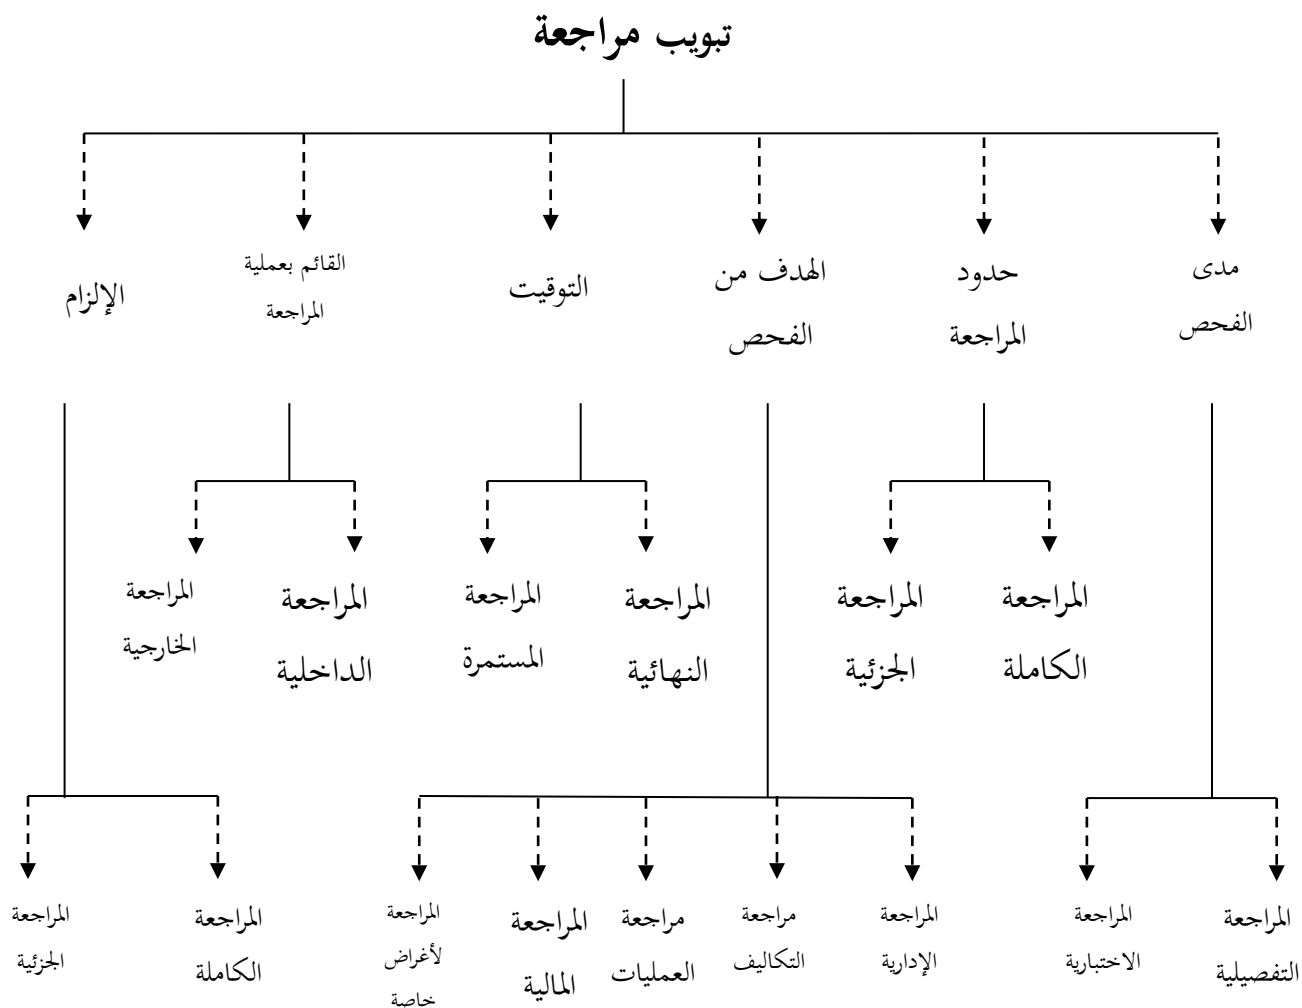 تبويب مراجعة
مدى
الفحص
حدود
المراجعة
الهدف من
الفحص
التوقيت
القائم بعملية
المراجعة
الإلزام
المراجعة
الكاملة
المراجعة
الجزئية
المراجعة
النهائية
المراجعة
المستمرة
المراجعة
الداخلية
المراجعة
الخارجية
المراجعة
التفصيلية
المراجعة
الاختبارية
المراجعة
الإدارية
مراجعة
التكاليف
مراجعة
العمليات
المراجعة
المالية
المراجعة
لأغراض
خاصة
المراجعة
الكاملة
المراجعة
الجزئية